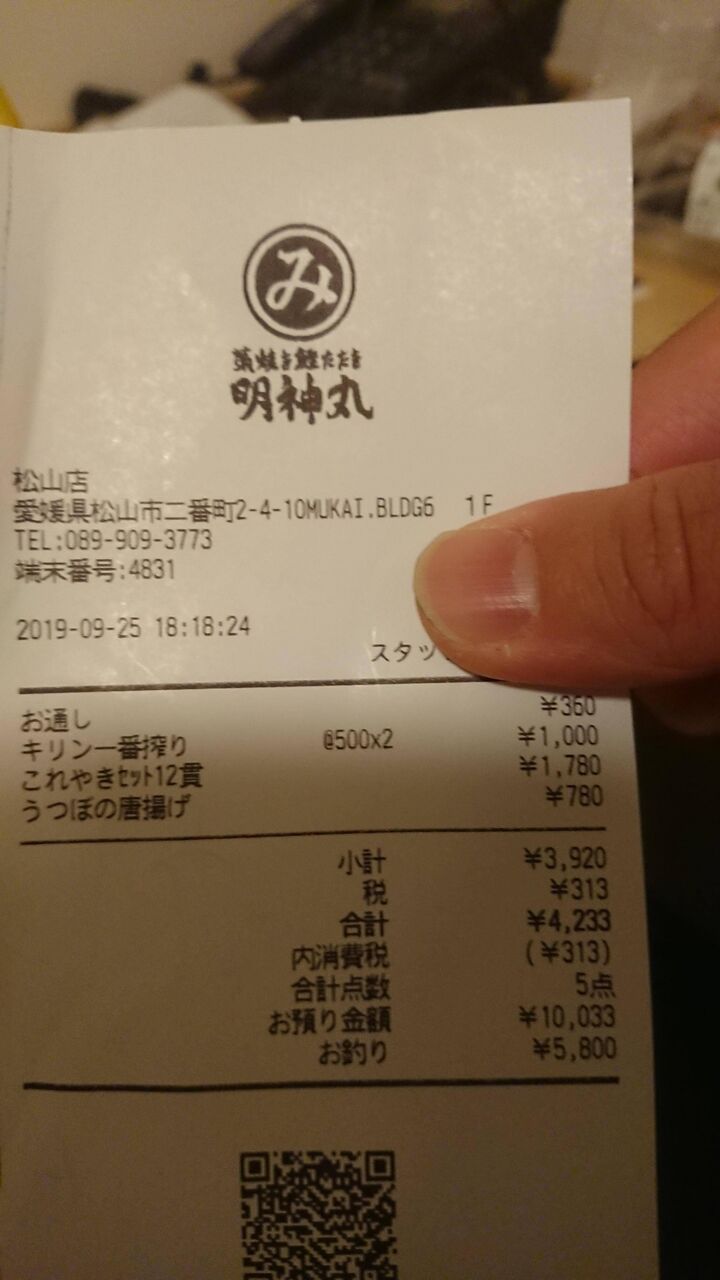 み
藁焼き鰹たたき
明神丸
松山店
愛媛県松山市二番町2-4-10MUKAI.BLDG6 1F
TEL:089-909-3773
端末番号:4831
2019-09-25 18:18:24
スタッ
お通し ¥360
キリン一番搾り @500x2 ¥1,000
これやきセット12貫 ¥1,780
うつぼの唐揚げ ¥780
小計 ¥3,920
税 ¥313
合計 ¥4,233
内消費税 (¥313)
合計点数 5点
お預り金額 ¥10,033
お釣り ¥5,800